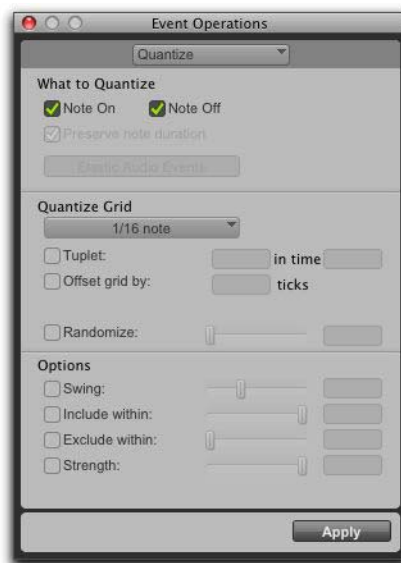 Event Operations
Quantize
What to Quantize
Note On Note Off
Preserve note duration
Elastic Audio Events
Quantize Grid
1/16 note
Tuplet: in time
Offset grid by: ticks
Randomize:
Options
Swing:
Include within:
Exclude within:
Strength:
Apply